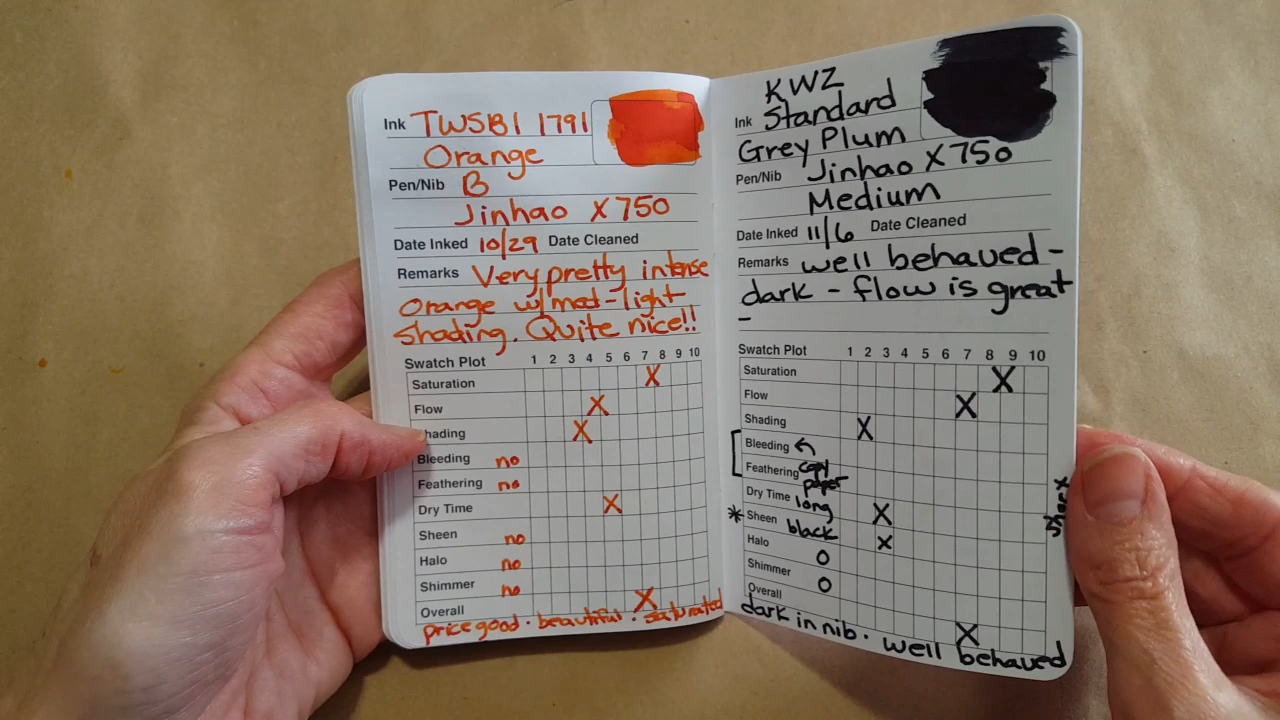 Ink TWSBI 1791
Orange
Pen/Nib B
Jinhao X750
Date Inked 10/29 Date Cleaned
Remarks Very pretty intense
Orange w/med-light
Shading. Quite nice!!
Swatch Plot 1 2 3 4 5 6 7 8 9 10
Saturation X
Flow X
hading X
Bleeding no
Feathering no
Dry Time X
Sheen no
Halo no
Shimmer no
Overall X
price good · beautiful · saturated
KWZ
Ink Standard
Grey Plum
Pen/Nib Jinhao X750
Medium
Date Inked 11/6 Date Cleaned
Remarks well behaved -
dark - flow is great
-
Swatch Plot 1 2 3 4 5 6 7 8 9 10
Saturation X
Flow X
Shading X
Bleeding
Feathering copy
paper
Dry Time long X
* Sheen black X
Halo 0
Shimmer 0
Overall X
dark in nib · well behaved